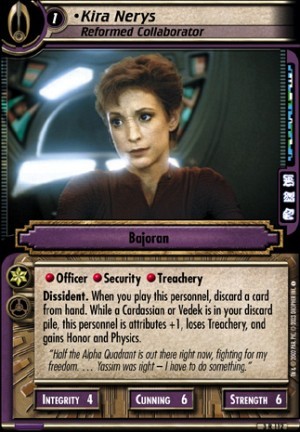 1
•Kira Nerys
Reformed Collaborator
Bajoran
Officer Security Treachery
Dissident. When you play this personnel, discard a card
from hand. While a Cardassian or Vedek is in your discard
pile, this personnel is attributes +1, loses Treachery, and
gains Honor and Physics.
"Half the Alpha Quadrant is out there right now, fighting for my
freedom. … Yassim was right – I have to do something."
INTEGRITY 4
CUNNING 6
STRENGTH 6